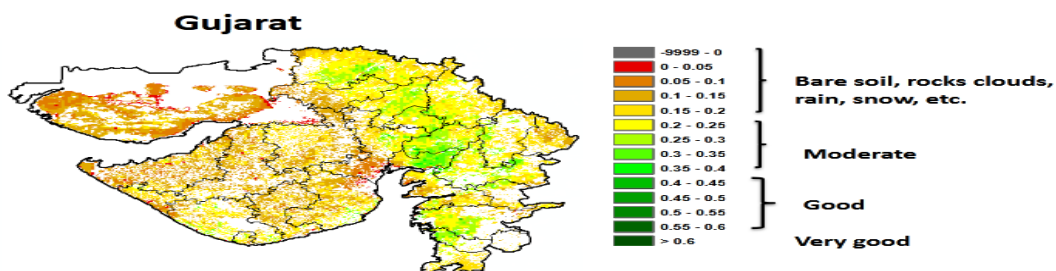 Gujarat
-9999 - 0
0 - 0.05
0.05 - 0.1
0.1 - 0.15
0.15 - 0.2
0.2 - 0.25
0.25 - 0.3
0.3 - 0.35
0.35 - 0.4
0.4 - 0.45
0.45 - 0.5
0.5 - 0.55
0.55 - 0.6
> 0.6
Bare soil, rocks clouds,
rain, snow, etc.
Moderate
Good
Very good